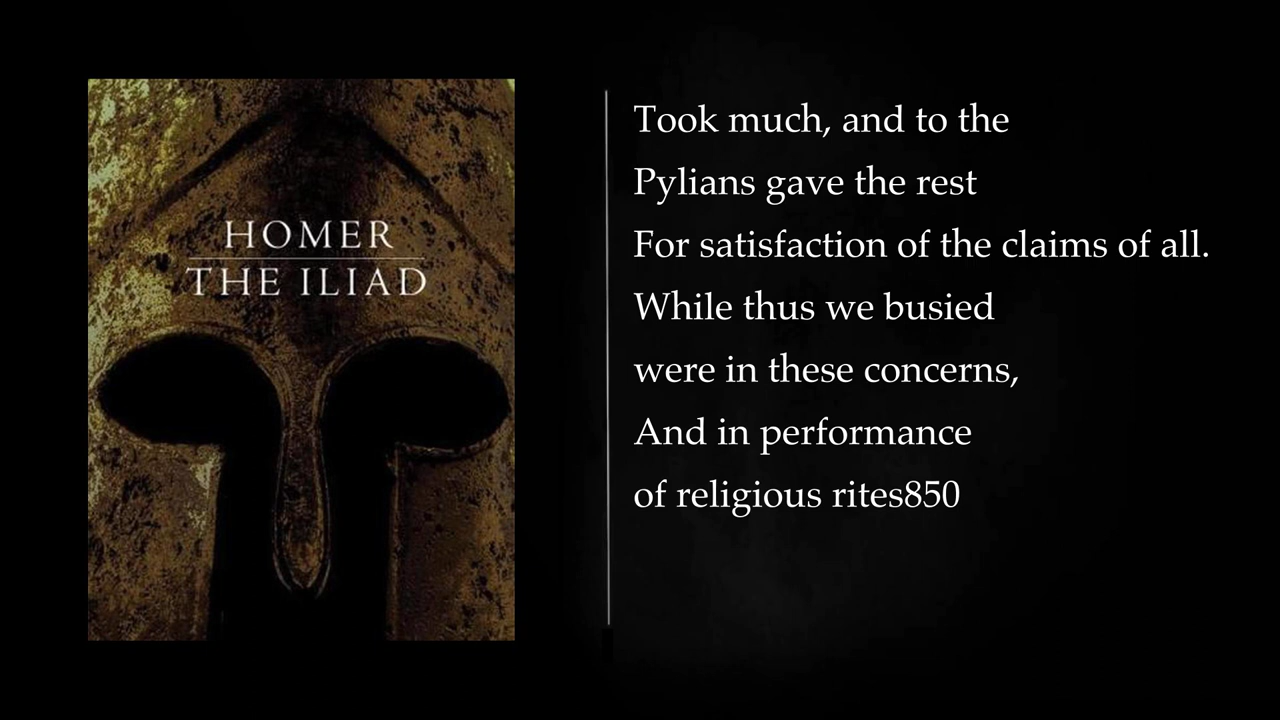 HOMER
THE ILIAD
Took much, and to the
Pylians gave the rest
For satisfaction of the claims of all.
While thus we busied
were in these concerns,
And in performance
of religious rites850